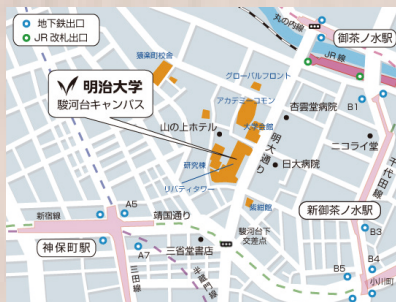 地下鉄出口
JR改札出口
丸の内線
御茶ノ水駅
猿楽町校舎
JR線
グローバルフロント
明治大学
駿河台キャンパス
アカデミーコモン
B1
杏雲堂病院
山の上ホテル
大学会館
明大通り
ニコライ堂
研究棟
日大病院
千代田線
リバティタワー
紫紺館
新御茶ノ水駅
新宿線
A5
靖国通り
駿河台下
交差点
B3
神保町駅
A7
三省堂書店
三田線
B4
B5
小川町